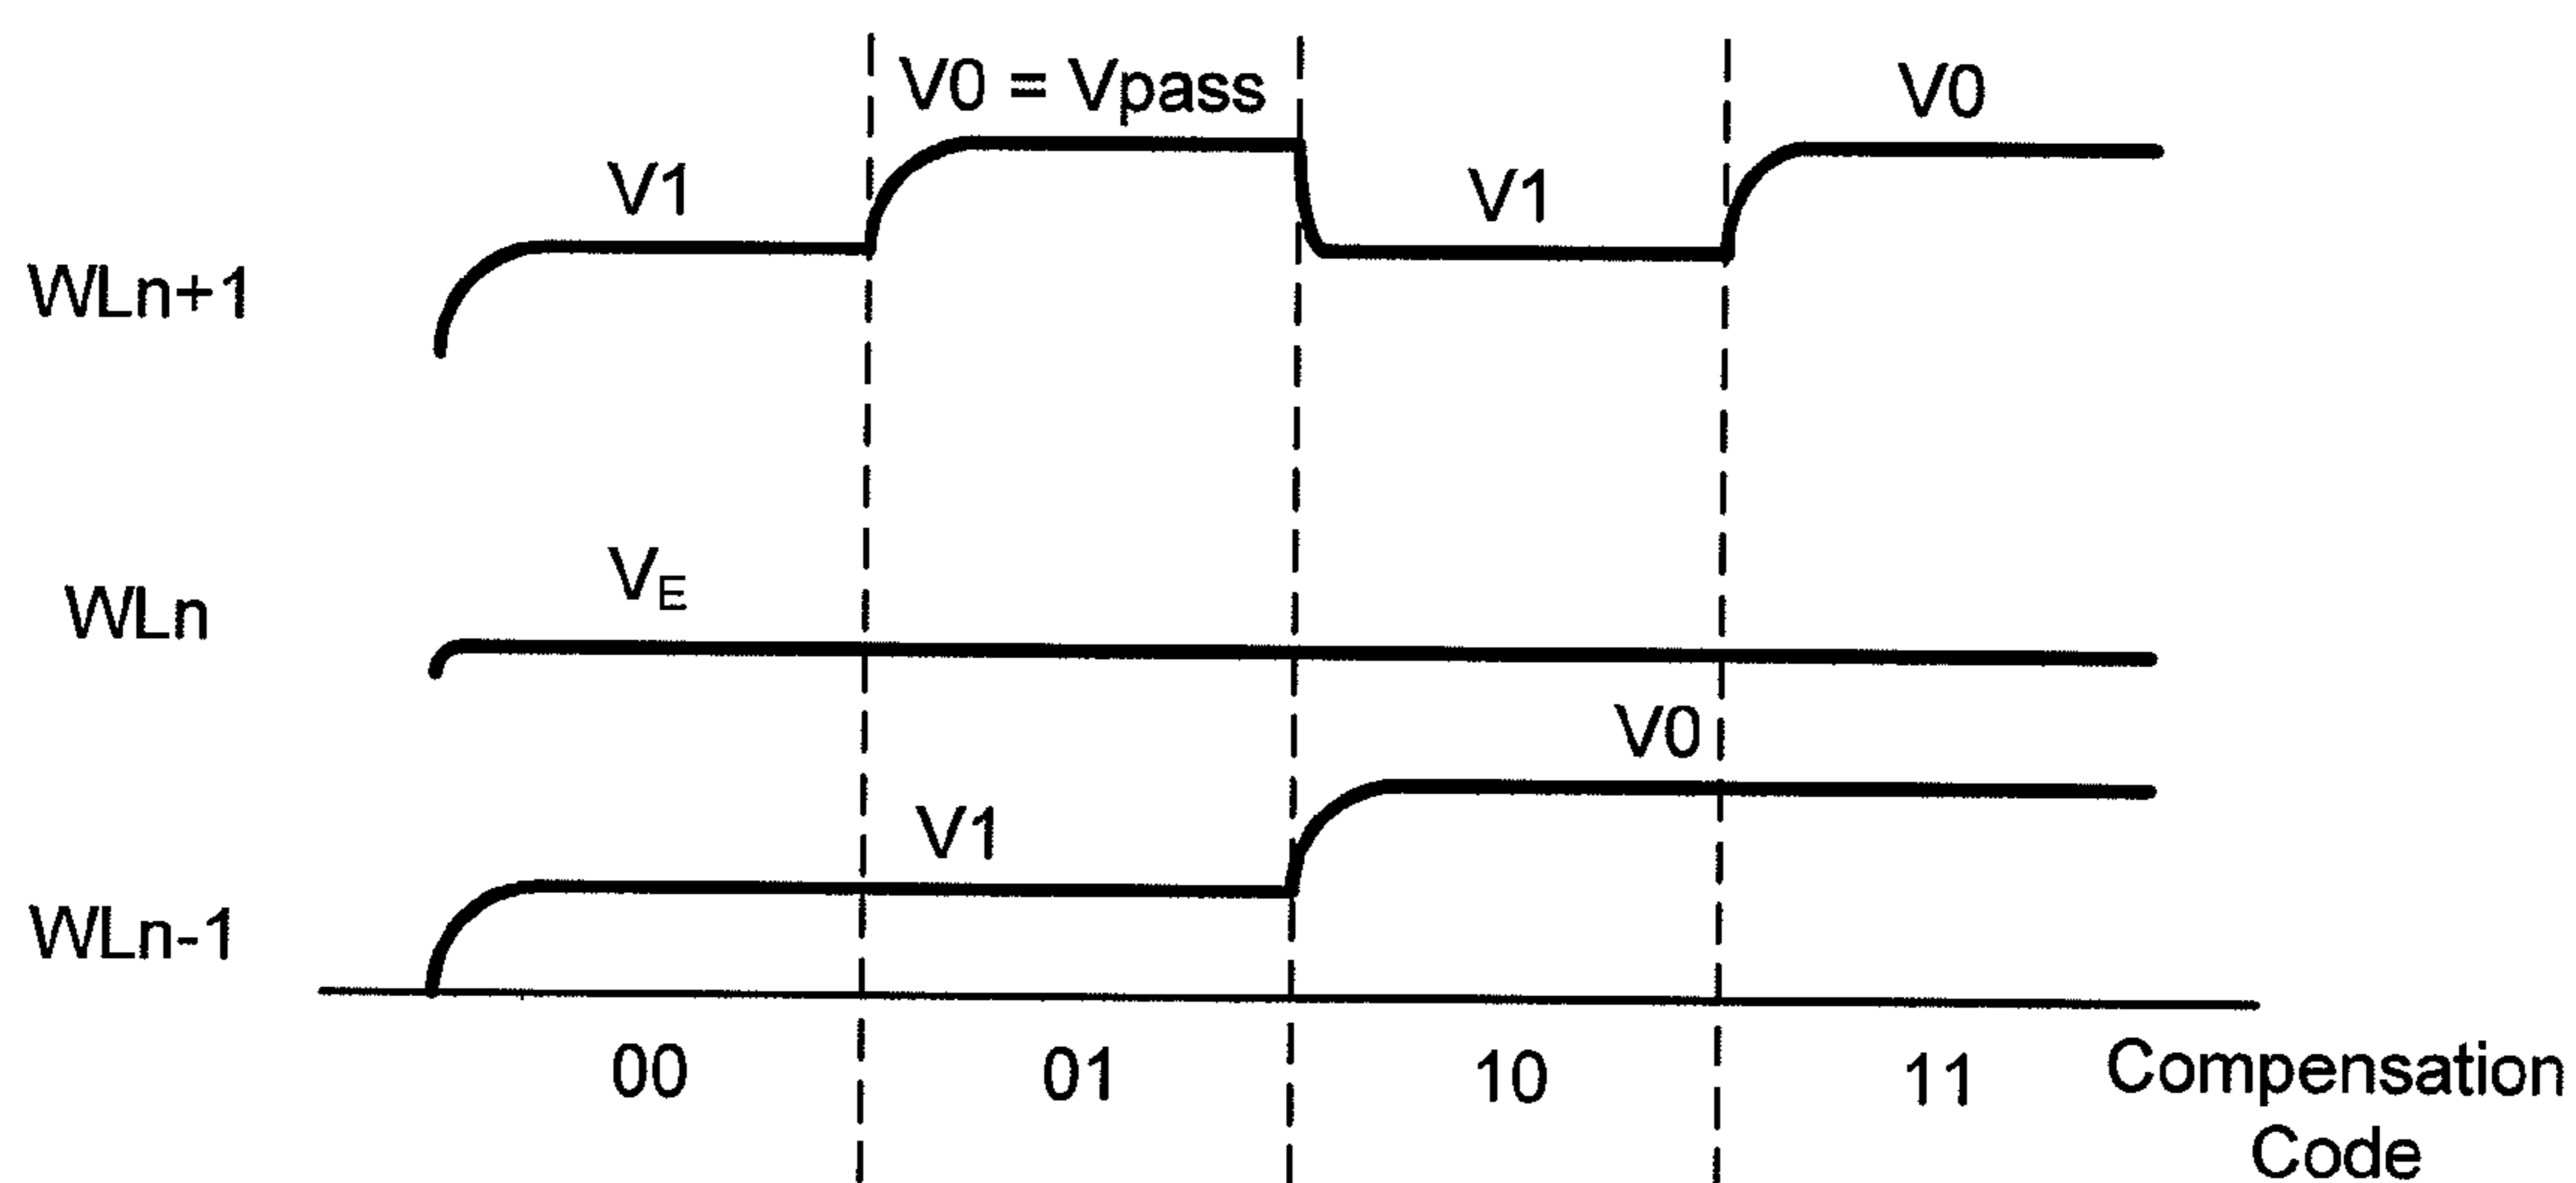 V0 = Vpass
V0
V1
V1
WLn+1
VE
WLn
V0
V1
WLn-1
00
01
10
11
Compensation
Code